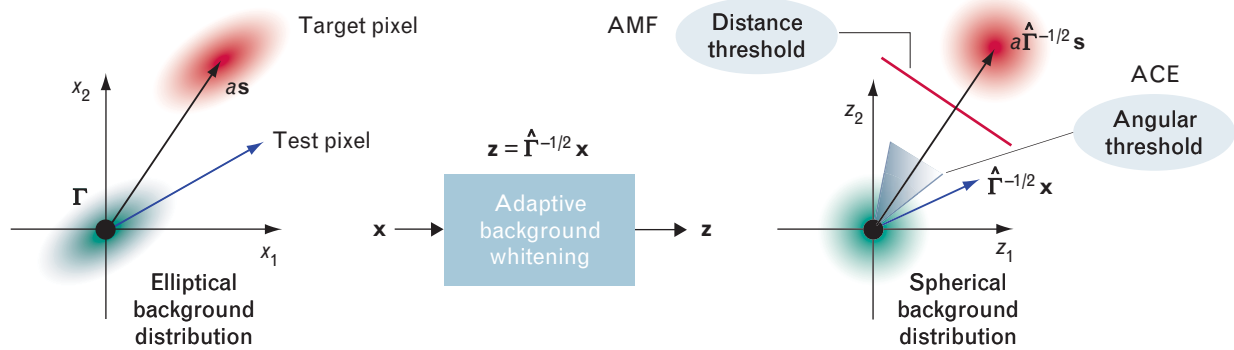 Target pixel
x₂
as
Test pixel
Γ
x₁
Elliptical
background
distribution
z = Γ̂⁻¹/² x
x
Adaptive
background
whitening
z
AMF
Distance
threshold
aΓ̂⁻¹/² s
ACE
Angular
threshold
z₂
Γ̂⁻¹/² x
z₁
Spherical
background
distribution